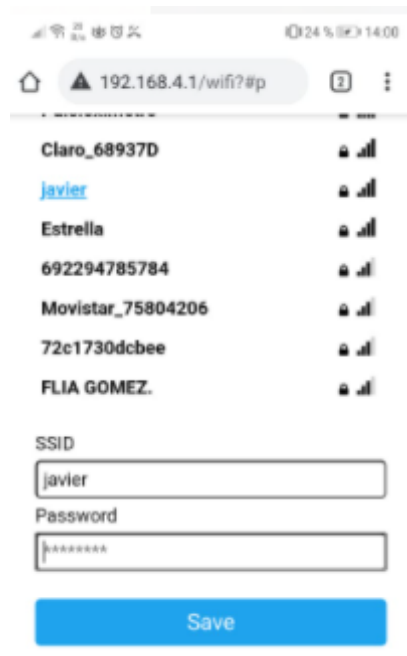 24 % 14:00
192.168.4.1/wifi?#p 2
Claro_68937D
javier
Estrella
692294785784
Movistar_75804206
72c1730dcbee
FLIA GOMEZ.
SSID
javier
Password
********
Save